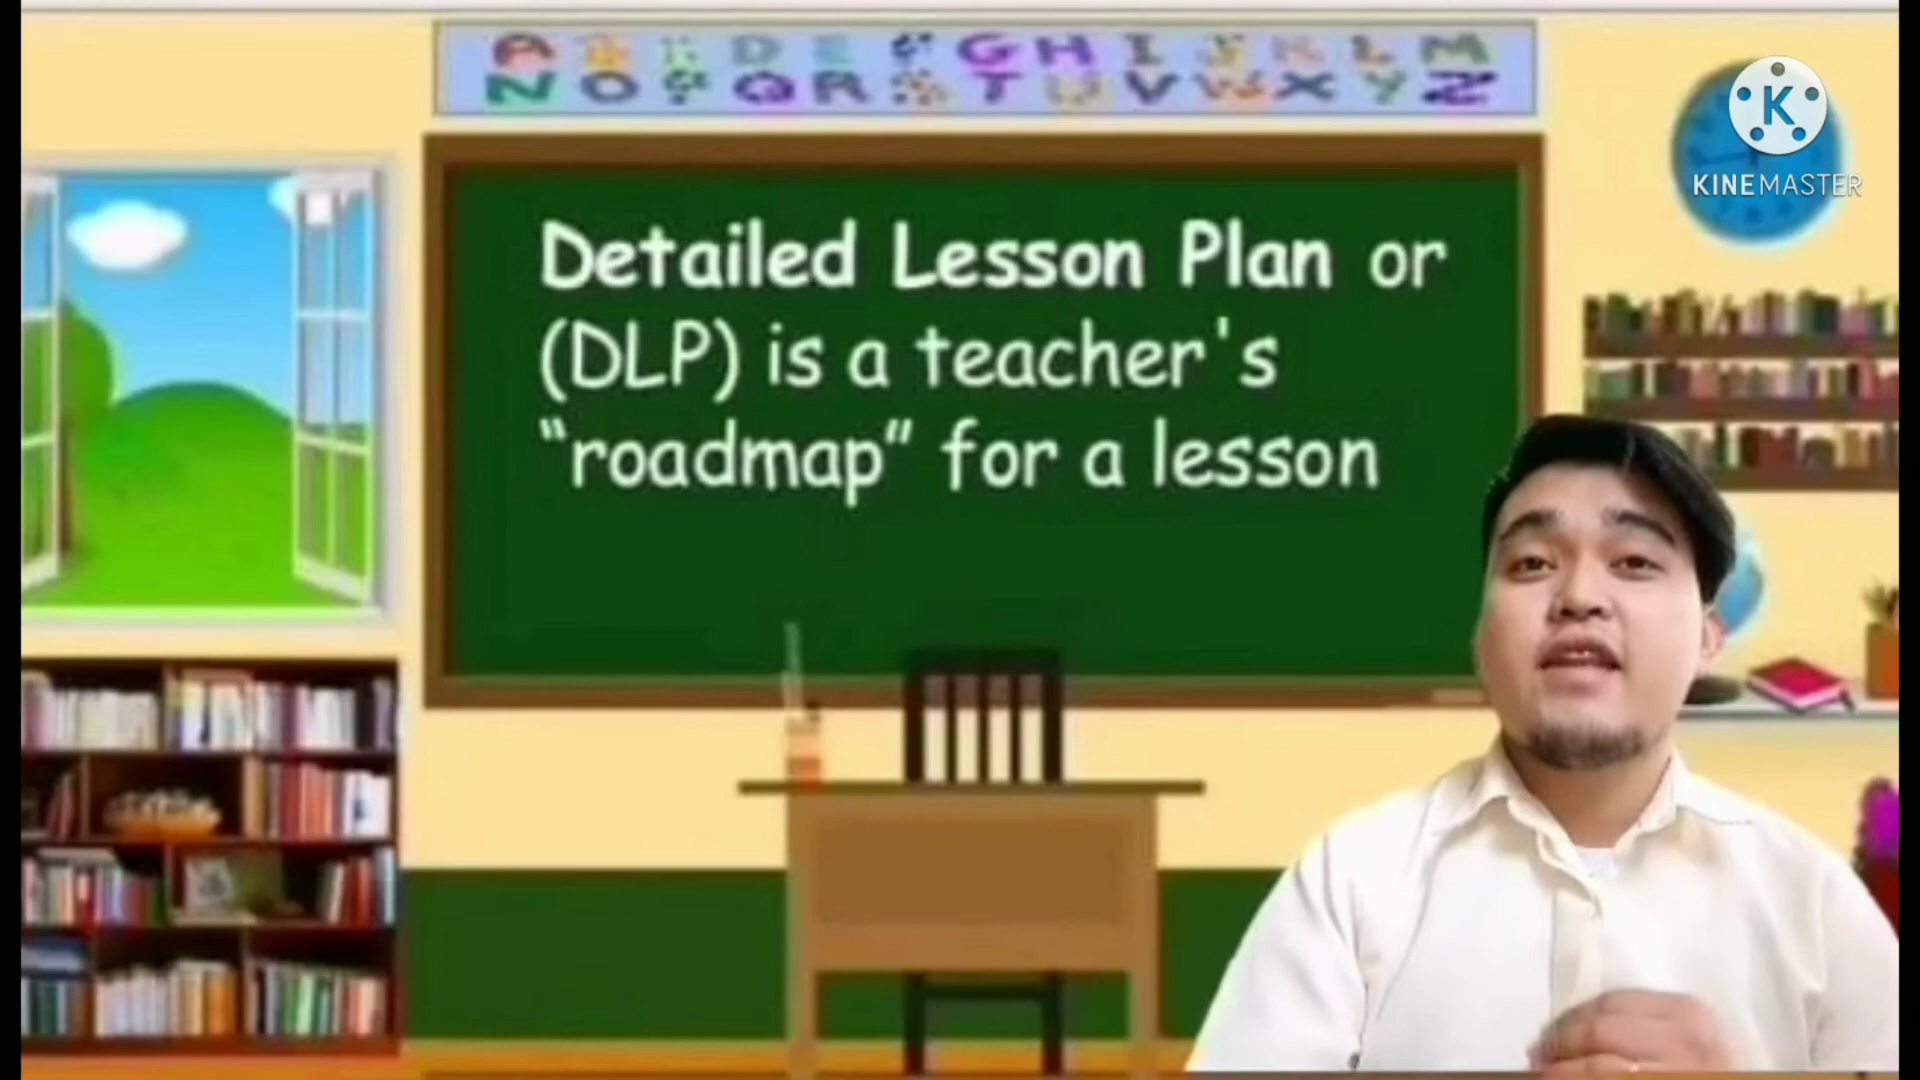 A B C D E F G H I J K L M
N O P Q R S T U V W X Y Z
K
KINEMASTER
Detailed Lesson Plan or
(DLP) is a teacher's
“roadmap” for a lesson